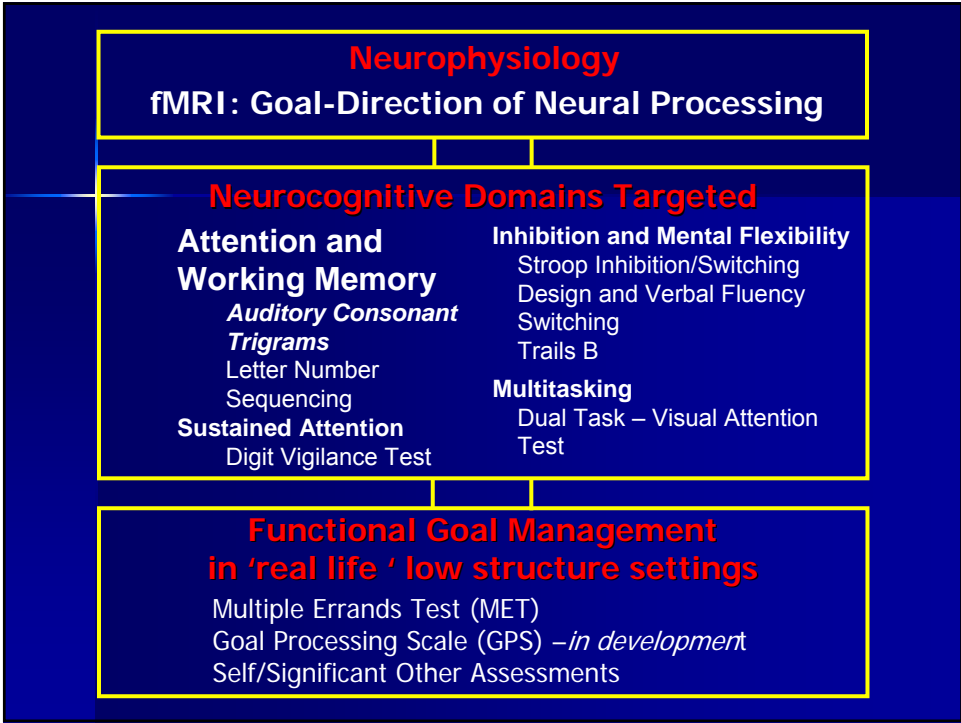 Neurophysiology
fMRI: Goal-Direction of Neural Processing
Neurocognitive Domains Targeted
Attention and
Working Memory
Auditory Consonant
Trigrams
Letter Number
Sequencing
Sustained Attention
Digit Vigilance Test
Inhibition and Mental Flexibility
Stroop Inhibition/Switching
Design and Verbal Fluency
Switching
Trails B
Multitasking
Dual Task – Visual Attention
Test
Functional Goal Management
in ‘real life ‘ low structure settings
Multiple Errands Test (MET)
Goal Processing Scale (GPS) –in development
Self/Significant Other Assessments